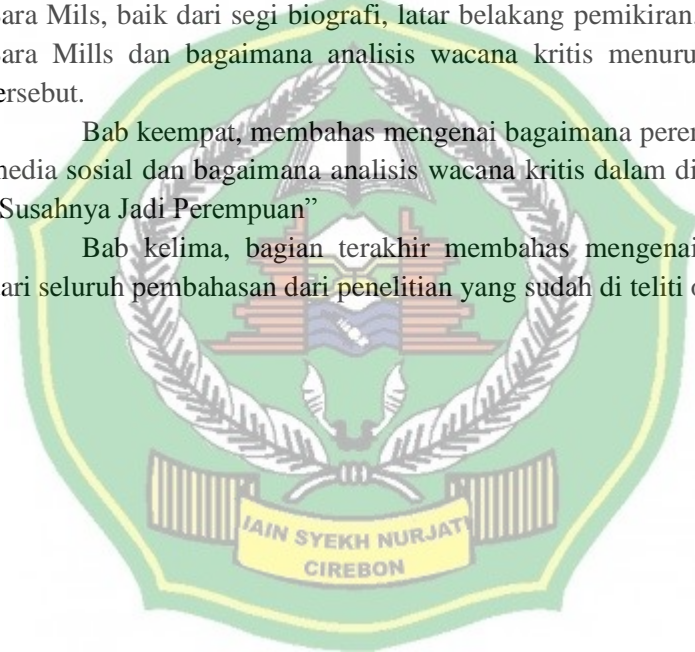 ara Mils, baik dari segi biografi, latar belakang pemikiran.
ara Mills dan bagaimana analisis wacana kritis menuru
ersebut.
Bab keempat, membahas mengenai bagaimana perer
nedia sosial dan bagaimana analisis wacana kritis dalam di
Susahnya Jadi Perempuan”
Bab kelima, bagian terakhir membahas mengenai
ari seluruh pembahasan dari penelitian yang sudah di teliti
IAIN SYEKH NURJATI
CIREBON